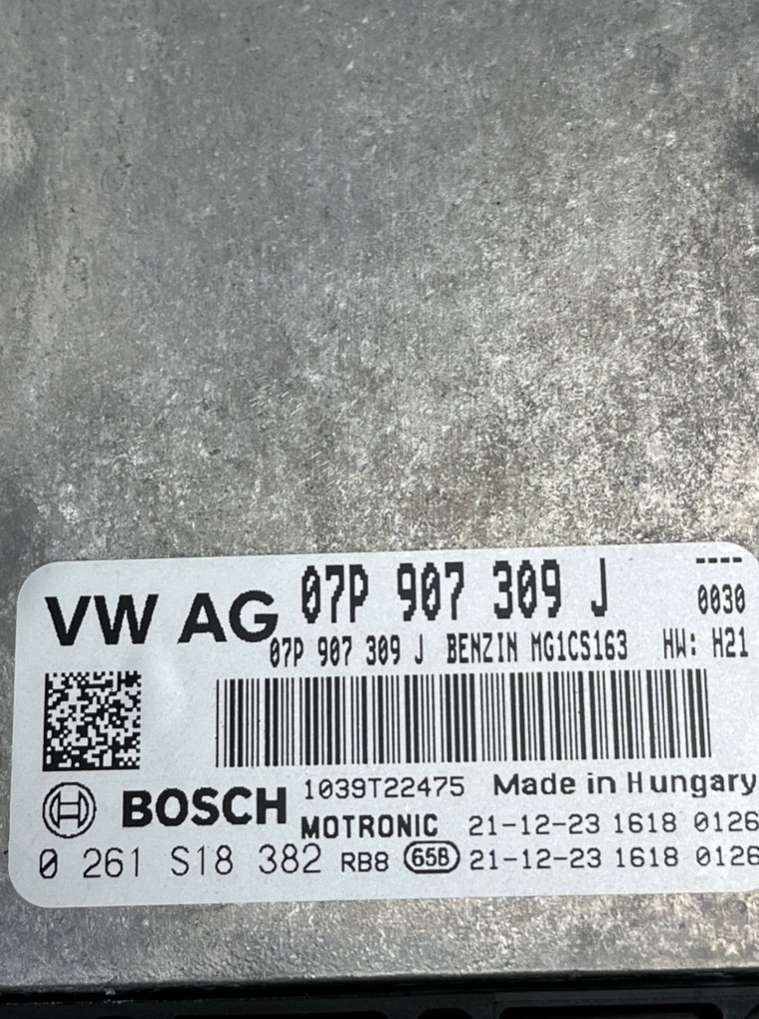 VW AG 07P 907 309 J ----
0030
07P 907 309 J BENZIN MG1CS163 HW: H21
BOSCH 1039T22475 Made in Hungary
MOTRONIC 21-12-23 1618 0126
0 261 S18 382 RB8 65B 21-12-23 1618 0126